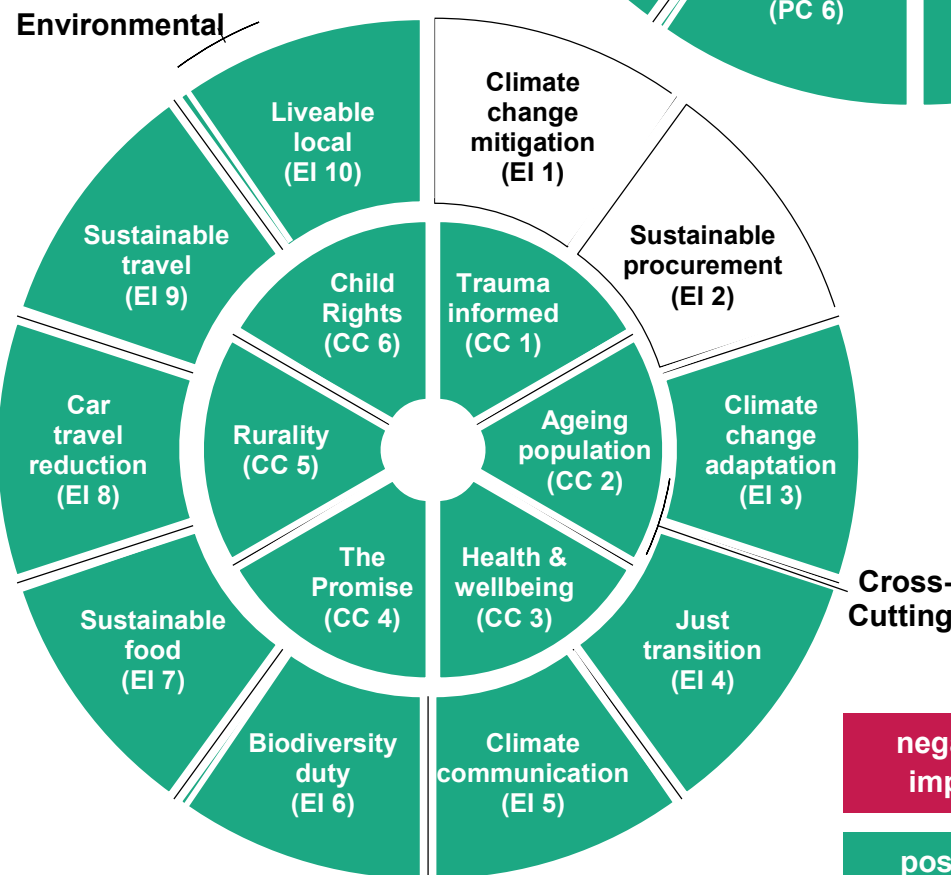 (PC 6)
Environmental
Climate
change
mitigation
(EI 1)
Sustainable
procurement
(EI 2)
Climate
change
adaptation
(EI 3)
Just
transition
(EI 4)
Climate
communication
(EI 5)
Biodiversity
duty
(EI 6)
Sustainable
food
(EI 7)
Car
travel
reduction
(EI 8)
Sustainable
travel
(EI 9)
Liveable
local
(EI 10)
Trauma
informed
(CC 1)
Ageing
population
(CC 2)
Health &
wellbeing
(CC 3)
The
Promise
(CC 4)
Rurality
(CC 5)
Child
Rights
(CC 6)
Cross-
Cutting